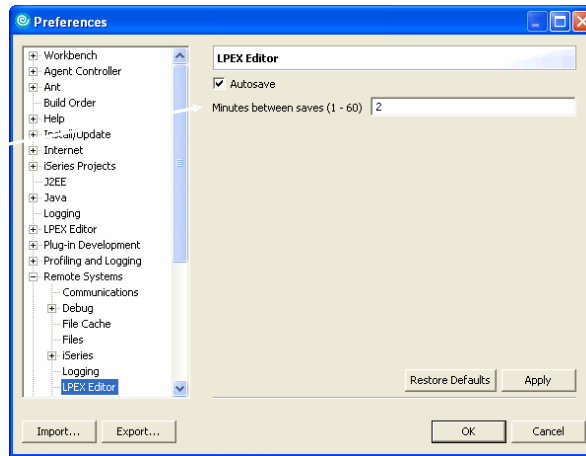 Preferences
Workbench
Agent Controller
Ant
Build Order
Help
Install/Update
Internet
iSeries Projects
J2EE
Java
Logging
LPEX Editor
Plug-in Development
Profiling and Logging
Remote Systems
Communications
Debug
File Cache
Files
iSeries
Logging
LPEX Editor
LPEX Editor
Autosave
Minutes between saves (1 - 60) 2
Restore Defaults Apply
Import... Export... OK Cancel